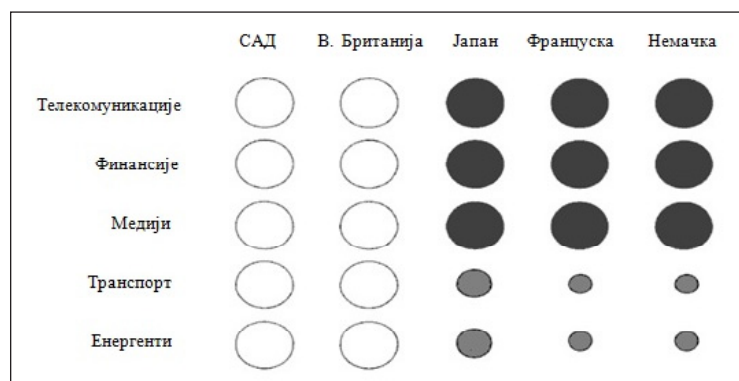 САД В. Британија Јапан Француска Немачка
Телекомуникације
Финансије
Медији
Транспорт
Енергенти